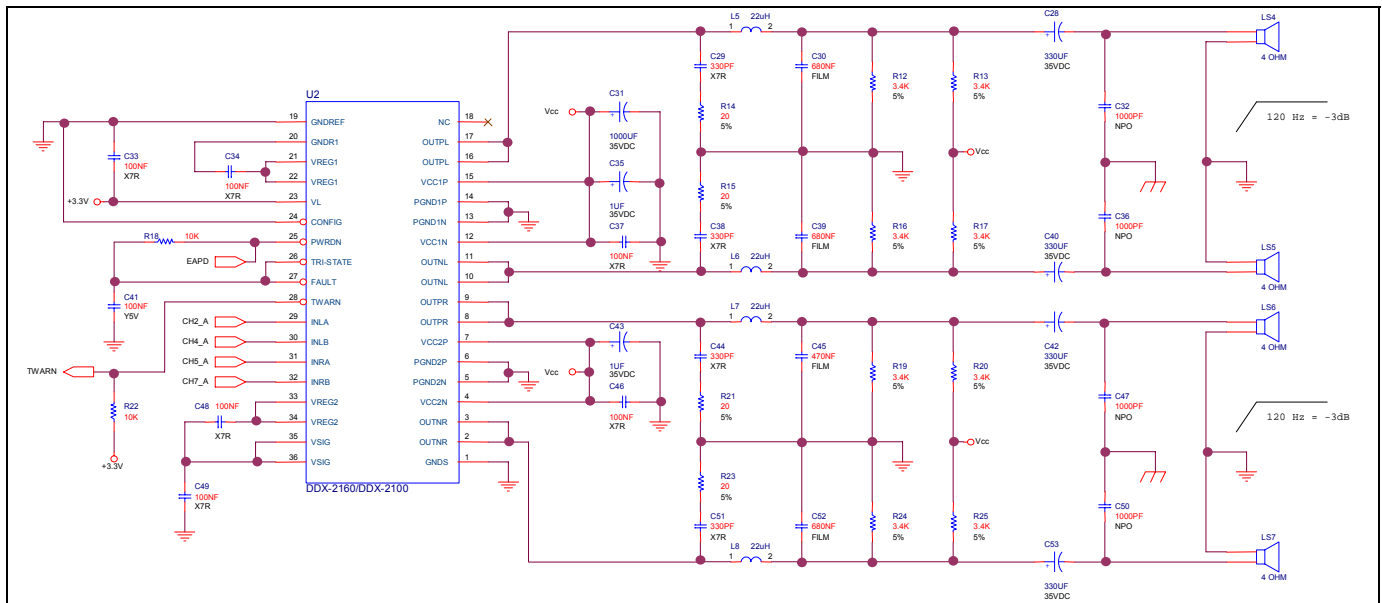 U2
19 GNDREF
20 GNDR1
21 VREG1
22 VREG1
23 VL
24 CONFIG
25 PWRDN
26 TRI-STATE
27 FAULT
28 TWARN
29 INLA
30 INLB
31 INRA
32 INRB
33 VREG2
34 VREG2
35 VSIG
36 VSIG
NC 18
OUTPL 17
OUTPL 16
VCC1P 15
PGND1P 14
PGND1N 13
VCC1N 12
OUTNL 11
OUTNL 10
OUTPR 9
OUTPR 8
VCC2P 7
PGND2P 6
PGND2N 5
VCC2N 4
OUTNR 3
OUTNR 2
GNDS 1
DDX-2160/DDX-2100
C33
100NF
X7R
C34
100NF
X7R
+3.3V
R18 10K
EAPD
C41
100NF
Y5V
CH2_A
CH4_A
CH5_A
CH7_A
TWARN
R22
10K
+3.3V
C48 100NF
X7R
C49
100NF
X7R
Vcc
C31
1000UF
35VDC
C35
1UF
35VDC
C37
100NF
X7R
C43
1UF
35VDC
Vcc
C46
100NF
X7R
L5 22uH
1 2
C29
330PF
X7R
R14
20
5%
R15
20
5%
C38
330PF
X7R
L6 22uH
1 2
C30
680NF
FILM
C39
680NF
FILM
R12
3.4K
5%
R16
3.4K
5%
R13
3.4K
5%
Vcc
R17
3.4K
5%
C28
330UF
35VDC
C40
330UF
35VDC
C32
1000PF
NPO
C36
1000PF
NPO
LS4
4 OHM
120 Hz = -3dB
LS5
4 OHM
L7 22uH
1 2
C44
330PF
X7R
R21
20
5%
R23
20
5%
C51
330PF
X7R
L8 22uH
1 2
C45
470NF
FILM
C52
680NF
FILM
R19
3.4K
5%
R24
3.4K
5%
R20
3.4K
5%
Vcc
R25
3.4K
5%
C42
330UF
35VDC
C53
330UF
35VDC
C47
1000PF
NPO
C50
1000PF
NPO
LS6
4 OHM
120 Hz = -3dB
LS7
4 OHM